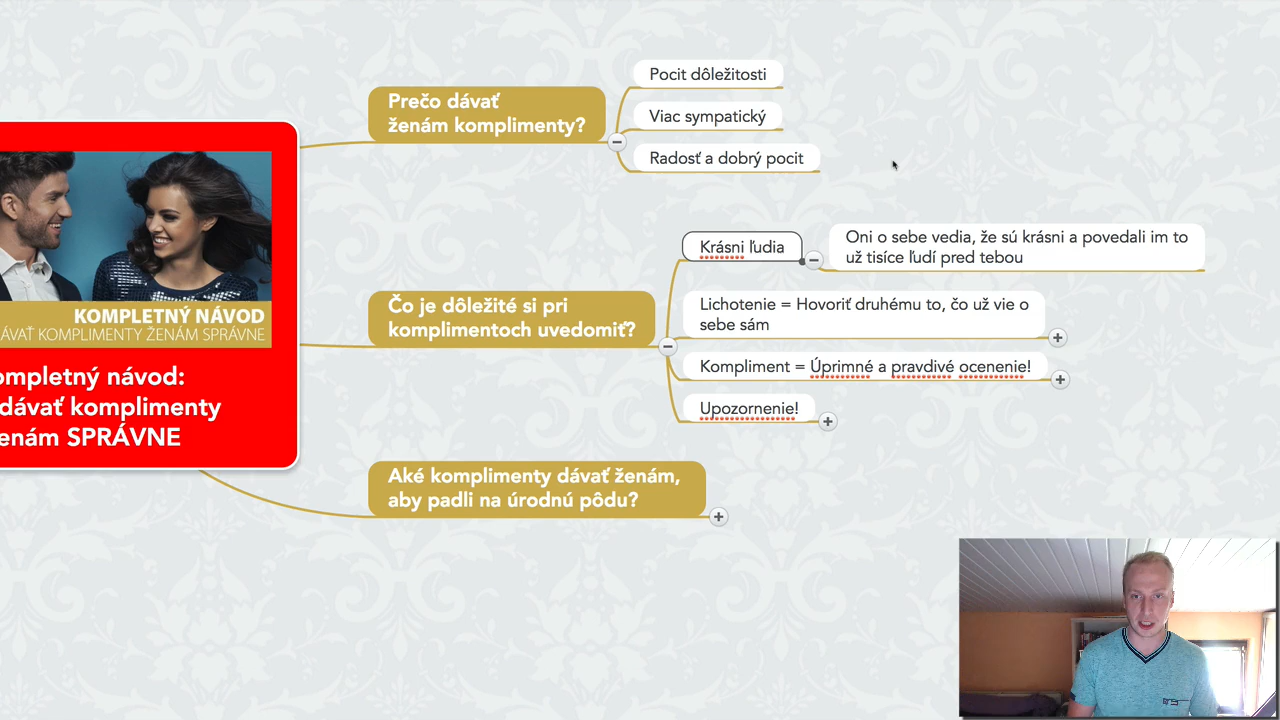 KOMPLETNÝ NÁVOD
DÁVAŤ KOMPLIMENTY ŽENÁM SPRÁVNE
ompletný návod:
dávať komplimenty
enám SPRÁVNE
Prečo dávať
ženám komplimenty?
Pocit dôležitosti
Viac sympatický
Radosť a dobrý pocit
Čo je dôležité si pri
komplimentoch uvedomiť?
Krásni ľudia
Oni o sebe vedia, že sú krásni a povedali im to
už tisíce ľudí pred tebou
Lichotenie = Hovoriť druhému to, čo už vie o
sebe sám
Kompliment = Úprimné a pravdivé ocenenie!
Upozornenie!
Aké komplimenty dávať ženám,
aby padli na úrodnú pôdu?